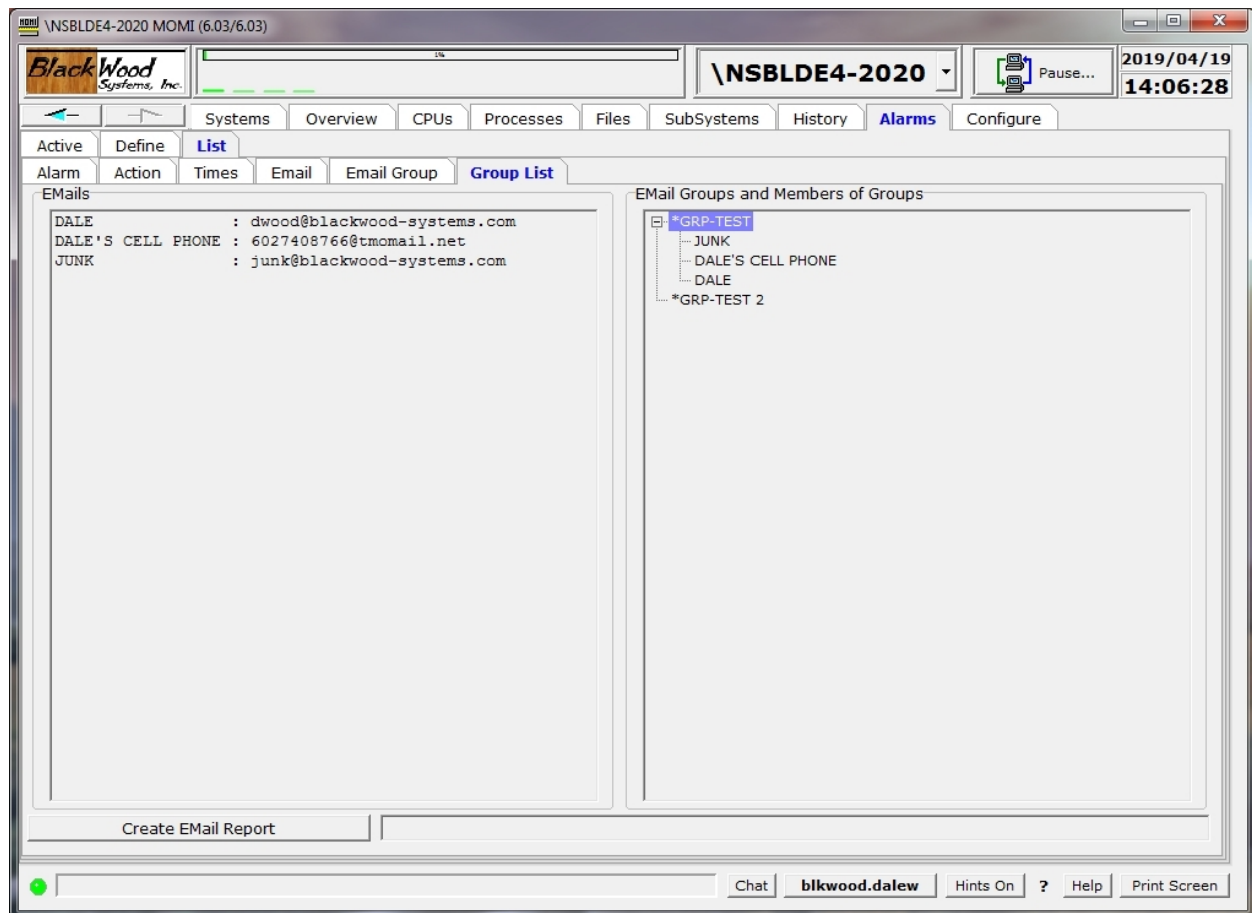 \NSBLDE4-2020 MOMI (6.03/6.03)
BlackWood
Systems, Inc.
1%
\NSBLDE4-2020
Pause...
2019/04/19
14:06:28
Systems Overview CPUs Processes Files SubSystems History Alarms Configure
Active Define List
Alarm Action Times Email Email Group Group List
EMails
DALE : dwood@blackwood-systems.com
DALE'S CELL PHONE : 6027408766@tmomail.net
JUNK : junk@blackwood-systems.com
EMail Groups and Members of Groups
*GRP-TEST
JUNK
DALE'S CELL PHONE
DALE
*GRP-TEST 2
Create EMail Report
Chat blkwood.dalew Hints On ? Help Print Screen